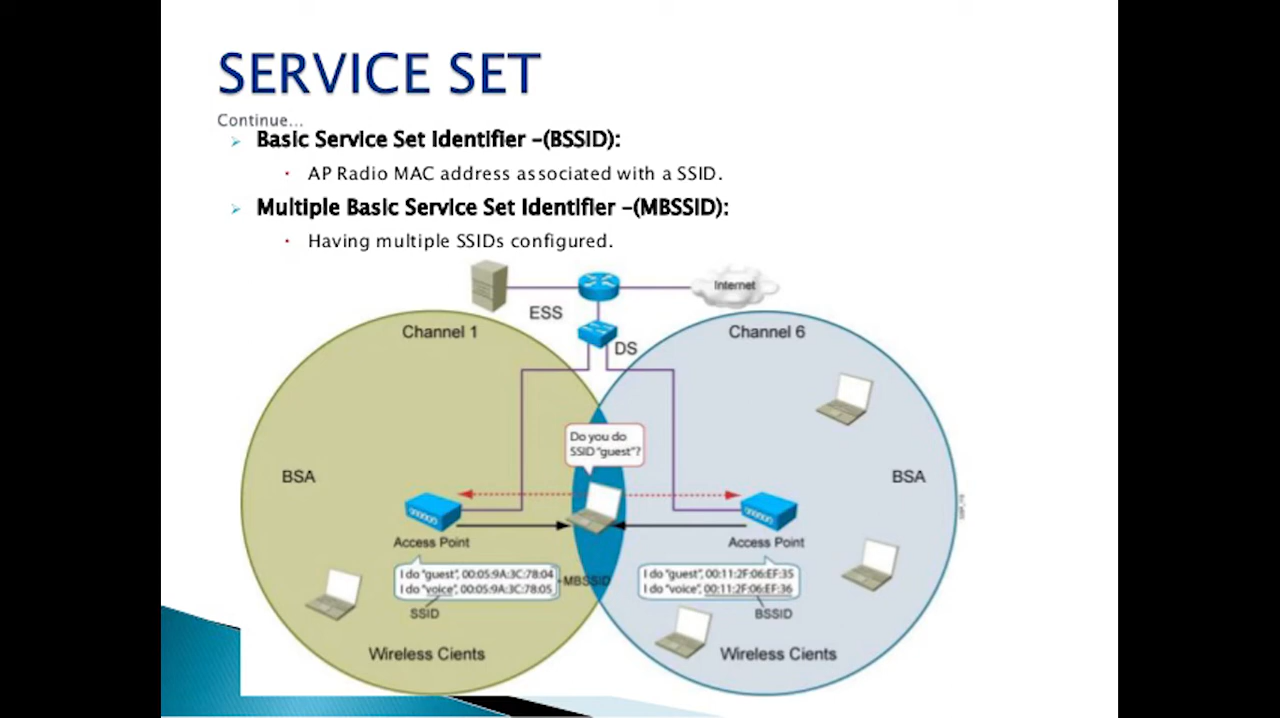 SERVICE SET
Continue...
Basic Service Set Identifier –(BSSID):
AP Radio MAC address associated with a SSID.
Multiple Basic Service Set Identifier –(MBSSID):
Having multiple SSIDs configured.
Internet
ESS
Channel 1
Channel 6
DS
Do you do
SSID "guest"?
BSA
BSA
Access Point
Access Point
I do "guest", 00:05:9A:3C:78:04
I do "voice", 00:05:9A:3C:78:05
MBSSID
I do "guest", 00:11:2F:06:EF:35
I do "voice", 00:11:2F:06:EF:36
SSID
BSSID
Wireless Cients
Wireless Cients